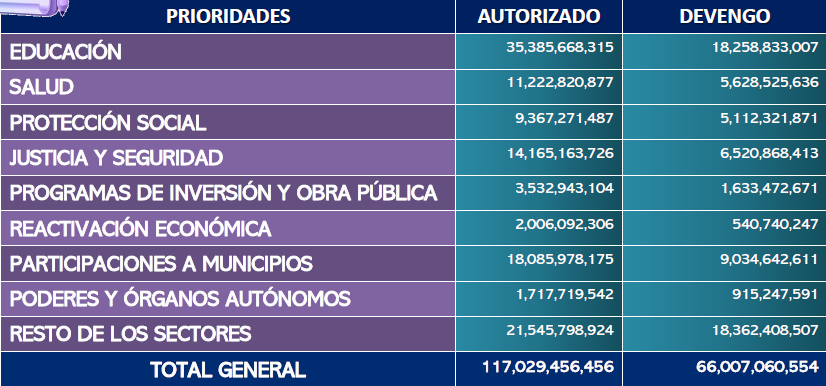 PRIORIDADES AUTORIZADO DEVENGO
EDUCACIÓN 35,385,668,315 18,258,833,007
SALUD 11,222,820,877 5,628,525,636
PROTECCIÓN SOCIAL 9,367,271,487 5,112,321,871
JUSTICIA Y SEGURIDAD 14,165,163,726 6,520,868,413
PROGRAMAS DE INVERSIÓN Y OBRA PÚBLICA 3,532,943,104 1,633,472,671
REACTIVACIÓN ECONÓMICA 2,006,092,306 540,740,247
PARTICIPACIONES A MUNICIPIOS 18,085,978,175 9,034,642,611
PODERES Y ÓRGANOS AUTÓNOMOS 1,717,719,542 915,247,591
RESTO DE LOS SECTORES 21,545,798,924 18,362,408,507
TOTAL GENERAL 117,029,456,456 66,007,060,554